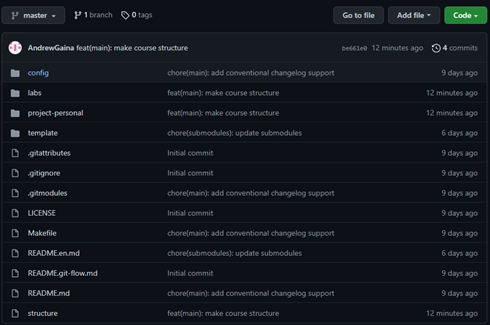 master 1 branch 0 tags Go to file Add file Code
AndrewGaina feat(main): make course structure be661e0 12 minutes ago 4 commits
config chore(main): add conventional changelog support 9 days ago
labs feat(main): make course structure 12 minutes ago
project-personal feat(main): make course structure 12 minutes ago
template chore(submodules): update submodules 6 days ago
.gitattributes Initial commit 9 days ago
.gitignore Initial commit 9 days ago
.gitmodules chore(main): add conventional changelog support 9 days ago
LICENSE Initial commit 9 days ago
Makefile chore(main): add conventional changelog support 9 days ago
README.en.md chore(submodules): update submodules 6 days ago
README.git-flow.md Initial commit 9 days ago
README.md chore(main): add conventional changelog support 9 days ago
structure feat(main): make course structure 12 minutes ago